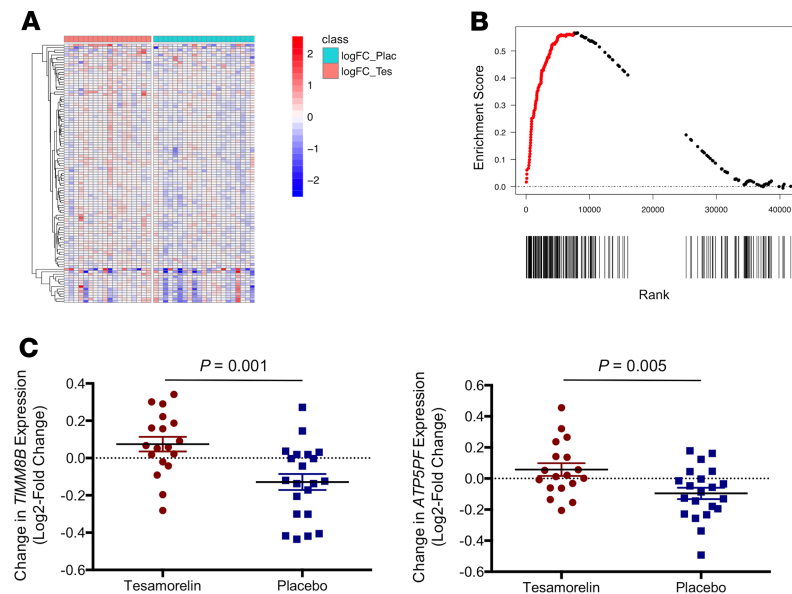 A
class
logFC_Plac
logFC_Tes
2
1
0
−1
−2
B
Enrichment Score
0.5
0.4
0.3
0.2
0.1
0.0
0
10000
20000
30000
40000
Rank
C
P = 0.001
Change in TIMM8B Expression
(Log2-Fold Change)
0.4
0.2
0.0
-0.2
-0.4
-0.6
Tesamorelin
Placebo
P = 0.005
Change in ATP5PF Expression
(Log2-Fold Change)
0.6
0.4
0.2
0.0
-0.2
-0.4
-0.6
Tesamorelin
Placebo